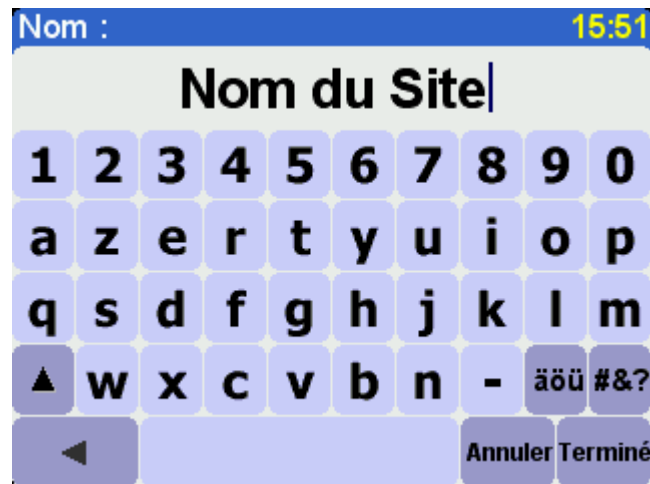 Nom : 15:51
Nom du Site
1 2 3 4 5 6 7 8 9 0
a z e r t y u i o p
q s d f g h j k l m
w x c v b n - äöü #&?
Annuler Terminé